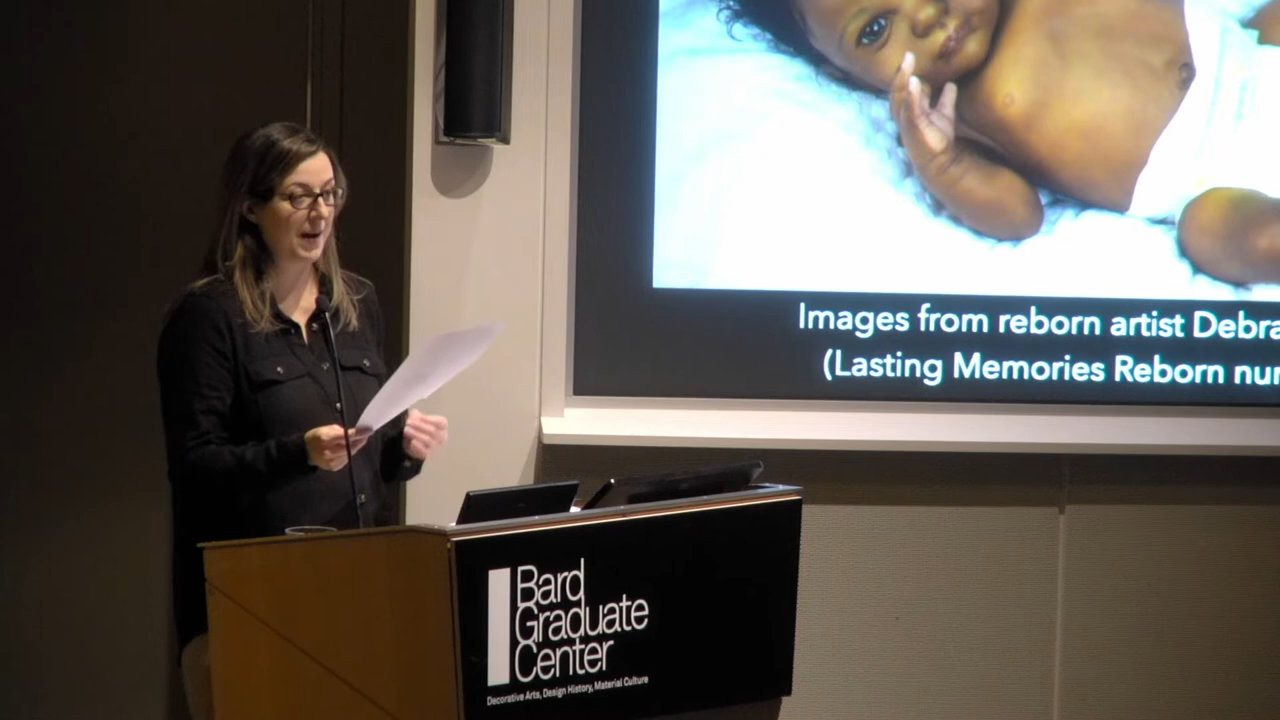 Images from reborn artist Debra
(Lasting Memories Reborn nur
Bard
Graduate
Center
Decorative Arts, Design History, Material Culture